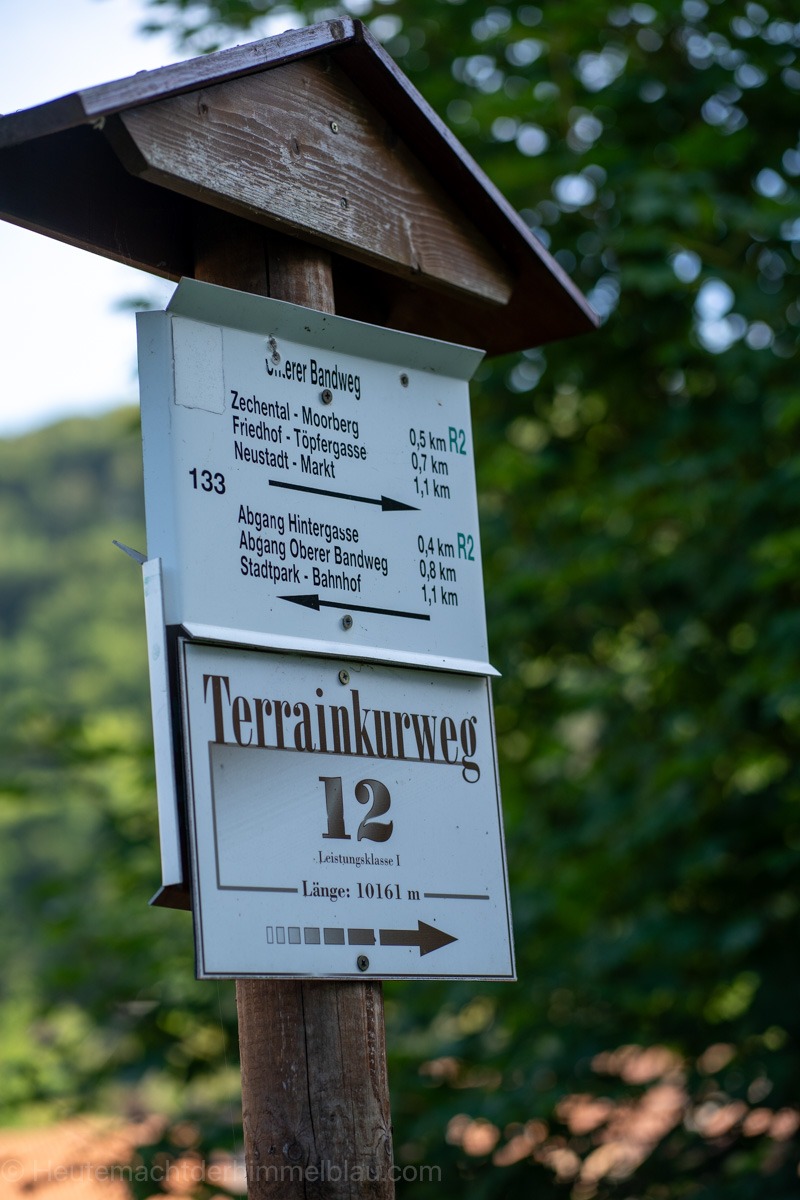 Unterer Bandweg
Zechental - Moorberg 0,5 km R2
Friedhof - Töpfergasse 0,7 km
Neustadt - Markt 1,1 km
133
Abgang Hintergasse 0,4 km R2
Abgang Oberer Bandweg 0,8 km
Stadtpark - Bahnhof 1,1 km
Terrainkurweg
12
Leistungsklasse I
Länge: 10161 m
© Heutemachtderhimmelblau.com